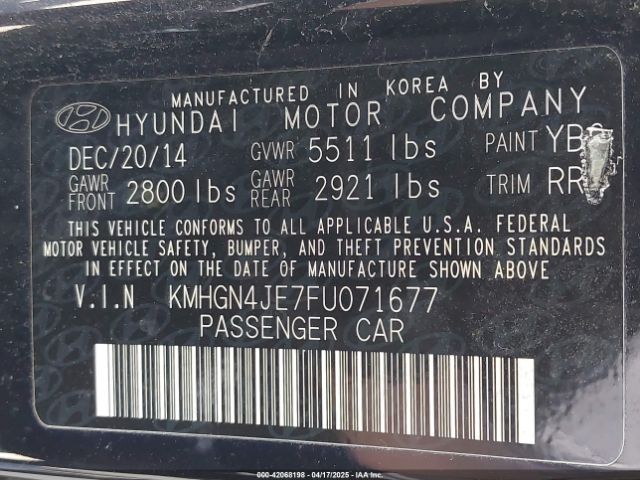 MANUFACTURED IN KOREA BY
HYUNDAI MOTOR COMPANY
DEC/20/14 GVWR 5511 lbs PAINT
GAWR FRONT 2800 lbs GAWR REAR 2921 lbs TRIM
THIS VEHICLE CONFORMS TO ALL APPLICABLE U.S.A. FEDERAL
MOTOR VEHICLE SAFETY, BUMPER, AND THEFT PREVENTION STANDARDS
IN EFFECT ON THE DATE OF MANUFACTURE SHOWN ABOVE
V.I.N KMHGN4JE7FU071677
PASSENGER CAR
000-42068198 - 04/17/2025 - IAA Inc.